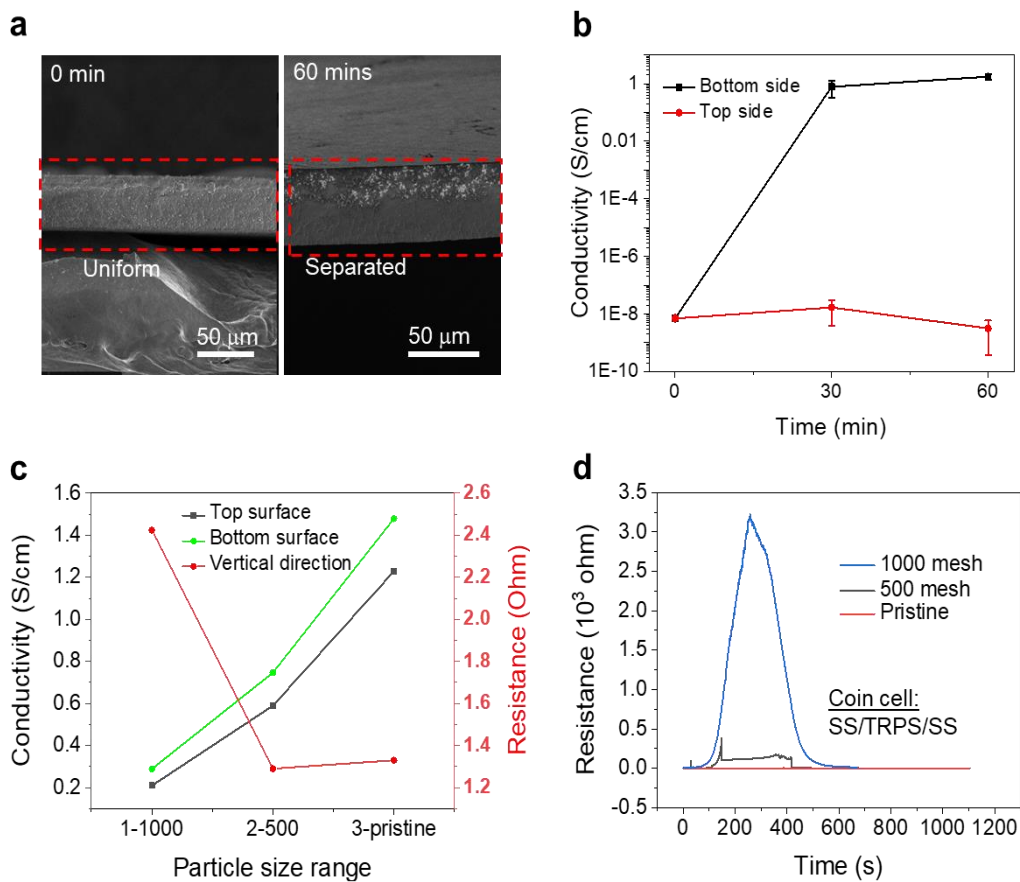 a
0 min
60 mins
Uniform
Separated
50 μm
50 μm
b
Conductivity (S/cm)
1
0.01
1E-4
1E-6
1E-8
1E-10
Bottom side
Top side
0
30
60
Time (min)
c
Conductivity (S/cm)
1.6
1.4
1.2
1.0
0.8
0.6
0.4
0.2
Top surface
Bottom surface
Vertical direction
2.6
2.4
2.2
2.0
1.8
1.6
1.4
1.2
Resistance (Ohm)
1-1000
2-500
3-pristine
Particle size range
d
Resistance (10³ ohm)
3.5
3.0
2.5
2.0
1.5
1.0
0.5
0.0
-0.5
1000 mesh
500 mesh
Pristine
Coin cell:
SS/TRPS/SS
0
200
400
600
800
1000
1200
Time (s)